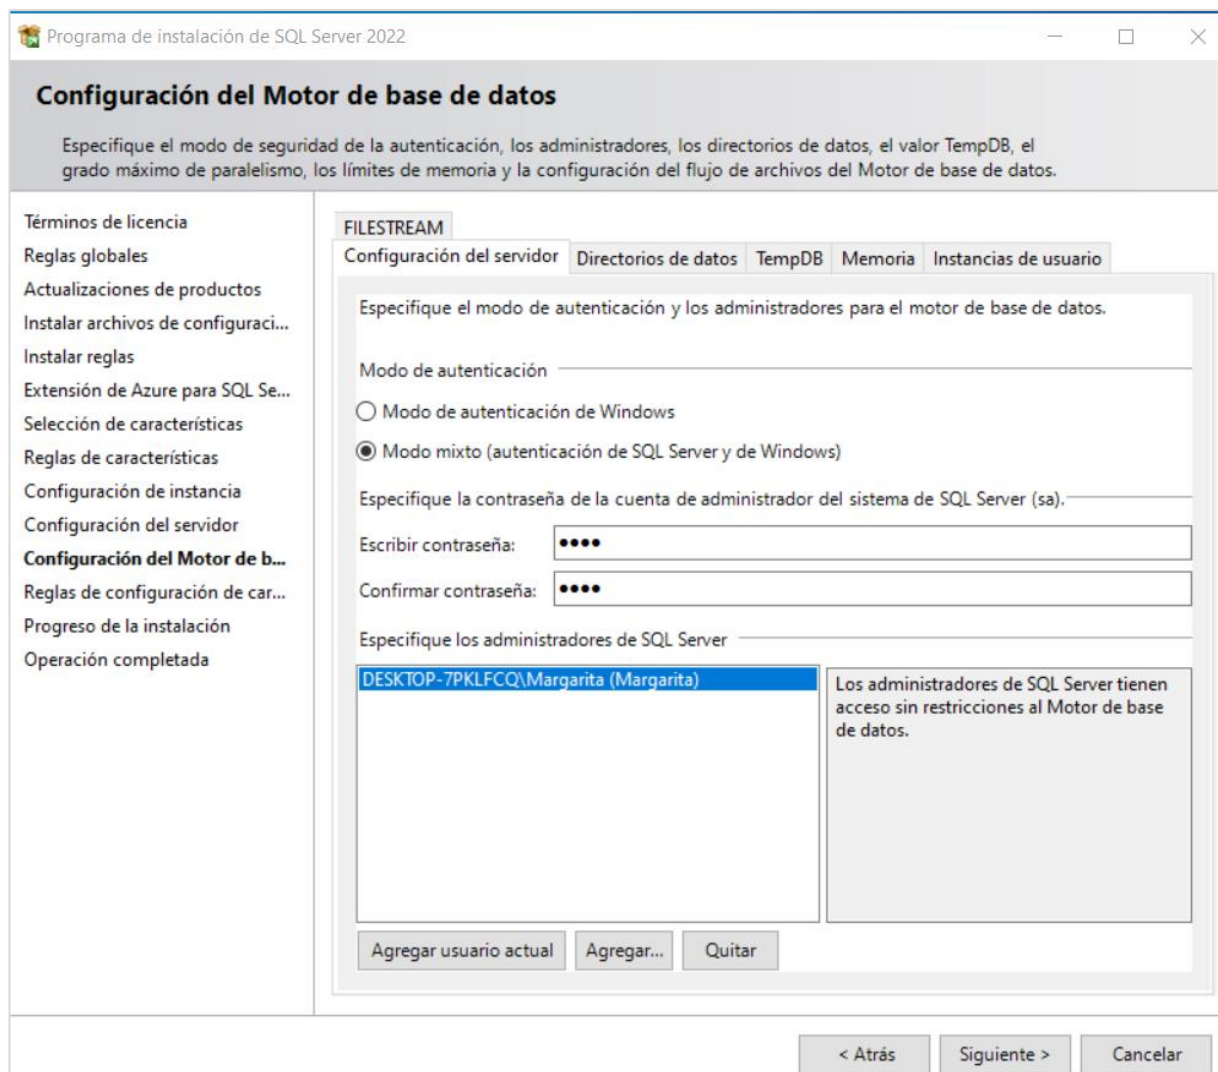 Programa de instalación de SQL Server 2022
Configuración del Motor de base de datos
Especifique el modo de seguridad de la autenticación, los administradores, los directorios de datos, el valor TempDB, el
grado máximo de paralelismo, los límites de memoria y la configuración del flujo de archivos del Motor de base de datos.
Términos de licencia
Reglas globales
Actualizaciones de productos
Instalar archivos de configuraci...
Instalar reglas
Extensión de Azure para SQL Se...
Selección de características
Reglas de características
Configuración de instancia
Configuración del servidor
Configuración del Motor de b...
Reglas de configuración de car...
Progreso de la instalación
Operación completada
FILESTREAM
Configuración del servidor Directorios de datos TempDB Memoria Instancias de usuario
Especifique el modo de autenticación y los administradores para el motor de base de datos.
Modo de autenticación
Modo de autenticación de Windows
Modo mixto (autenticación de SQL Server y de Windows)
Especifique la contraseña de la cuenta de administrador del sistema de SQL Server (sa).
Escribir contraseña: ••••
Confirmar contraseña: ••••
Especifique los administradores de SQL Server
DESKTOP-7PKLFCQ\Margarita (Margarita)
Los administradores de SQL Server tienen
acceso sin restricciones al Motor de base
de datos.
Agregar usuario actual Agregar... Quitar
< Atrás Siguiente > Cancelar